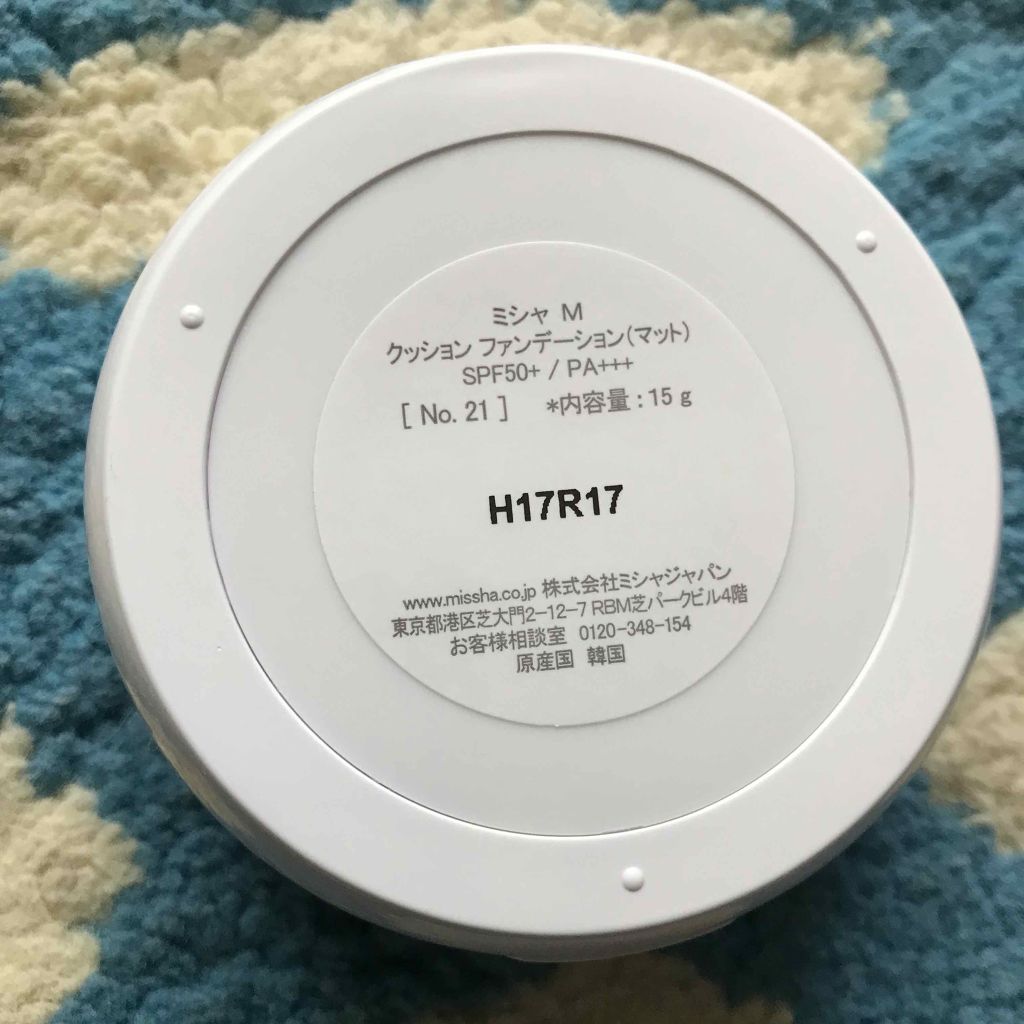 ミシャ M
クッション ファンデーション(マット)
SPF50+ / PA+++
[ No. 21 ] *内容量 : 15 g
H17R17
www.missha.co.jp 株式会社ミシャジャパン
東京都港区芝大門2-12-7 RBM芝パークビル4階
お客様相談室 0120-348-154
原産国 韓国